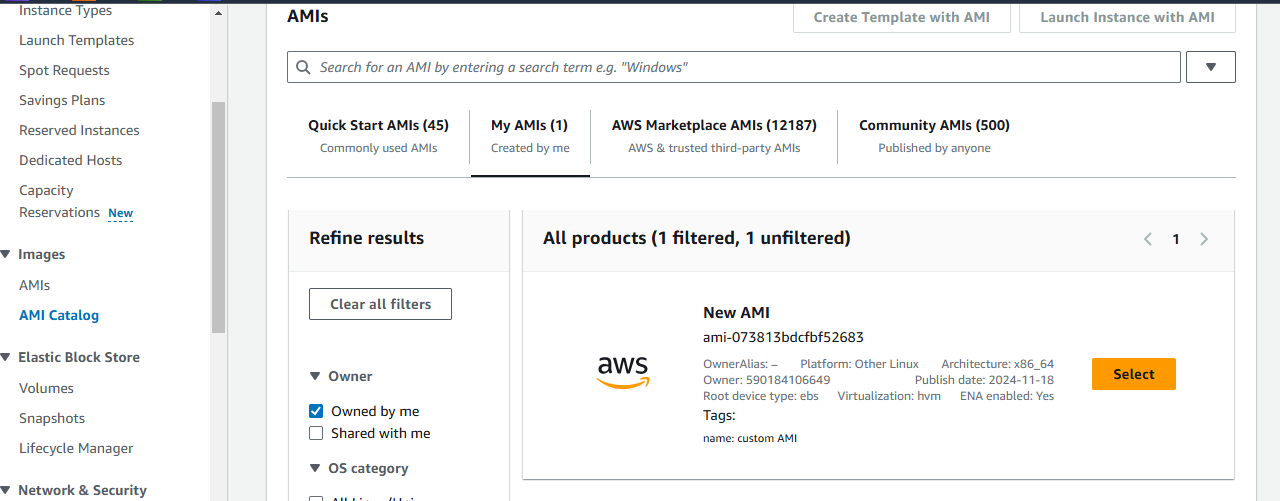 Instance Types
Launch Templates
Spot Requests
Savings Plans
Reserved Instances
Dedicated Hosts
Capacity
Reservations New
Images
AMIs
AMI Catalog
Elastic Block Store
Volumes
Snapshots
Lifecycle Manager
Network & Security
AMIs
Create Template with AMI
Launch Instance with AMI
Search for an AMI by entering a search term e.g. "Windows"
Quick Start AMIs (45)
Commonly used AMIs
My AMIs (1)
Created by me
AWS Marketplace AMIs (12187)
AWS & trusted third-party AMIs
Community AMIs (500)
Published by anyone
Refine results
Clear all filters
Owner
Owned by me
Shared with me
OS category
All products (1 filtered, 1 unfiltered)
1
aws
New AMI
ami-073813bdcfbf52683
OwnerAlias: – Platform: Other Linux Architecture: x86_64
Owner: 590184106649 Publish date: 2024-11-18
Root device type: ebs Virtualization: hvm ENA enabled: Yes
Tags:
name: custom AMI
Select